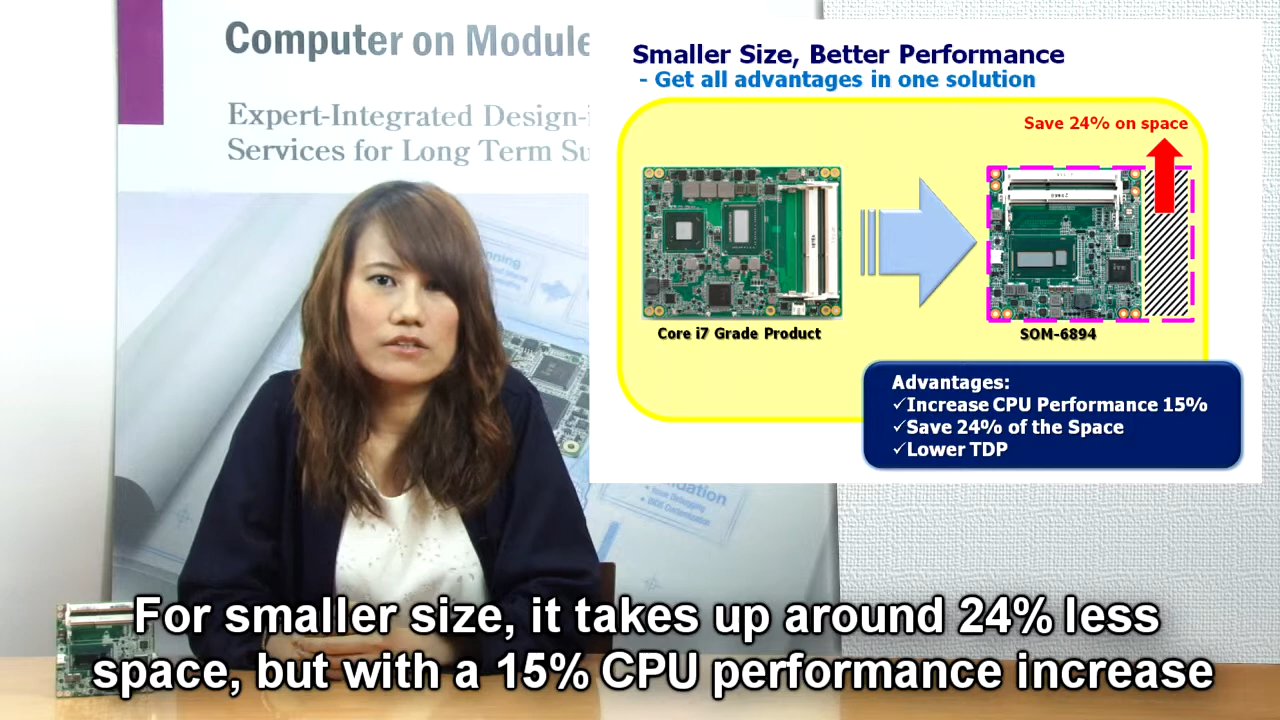 Computer on Module
Expert-Integrated Design-i
Services for Long Term Su
Smaller Size, Better Performance
- Get all advantages in one solution
Save 24% on space
Core i7 Grade Product
SOM-6894
Advantages:
✓Increase CPU Performance 15%
✓Save 24% of the Space
✓Lower TDP
For smaller size, it takes up around 24% less
space, but with a 15% CPU performance increase